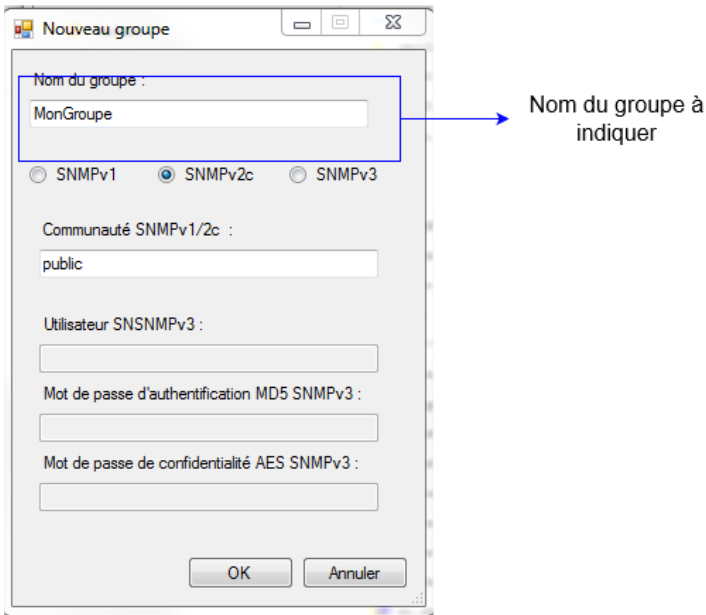 Nouveau groupe
Nom du groupe :
MonGroupe
Nom du groupe à
indiquer
SNMPv1 SNMPv2c SNMPv3
Communauté SNMPv1/2c :
public
Utilisateur SNSNMPv3 :
Mot de passe d'authentification MD5 SNMPv3 :
Mot de passe de confidentialité AES SNMPv3 :
OK Annuler